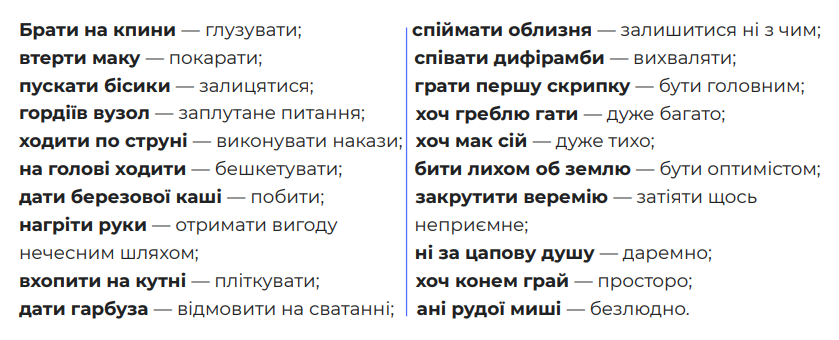 Брати на кпини — глузувати;
втерти маку — покарати;
пускати бісики — залицятися;
гордіїв вузол — заплутане питання;
ходити по струні — виконувати накази;
на голові ходити — бешкетувати;
дати березової каші — побити;
нагріти руки — отримати вигоду
нечесним шляхом;
вхопити на кутні — пліткувати;
дати гарбуза — відмовити на сватанні;
спіймати облизня — залишитися ні з чим;
співати дифірамби — вихваляти;
грати першу скрипку — бути головним;
хоч греблю гати — дуже багато;
хоч мак сій — дуже тихо;
бити лихом об землю — бути оптимістом;
закрутити веремію — затіяти щось
неприємне;
ні за цапову душу — даремно;
хоч конем грай — просторо;
ані рудої миші — безлюдно.